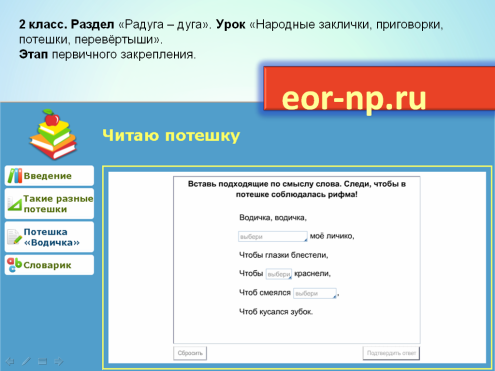 2 класс. Раздел «Радуга – дуга». Урок «Народные заклички, приговорки,
потешки, перевёртыши».
Этап первичного закрепления.
eor-np.ru
Читаю потешку
Введение
Такие разные
потешки
Потешка
«Водичка»
Словарик
Вставь подходящие по смыслу слова. Следи, чтобы в
потешке соблюдалась рифма!
Водичка, водичка,
выбери моё личико,
Чтобы глазки блестели,
Чтобы выбери краснели,
Чтоб смеялся выбери ,
Чтоб кусался зубок.
Сбросить
Подтвердить ответ